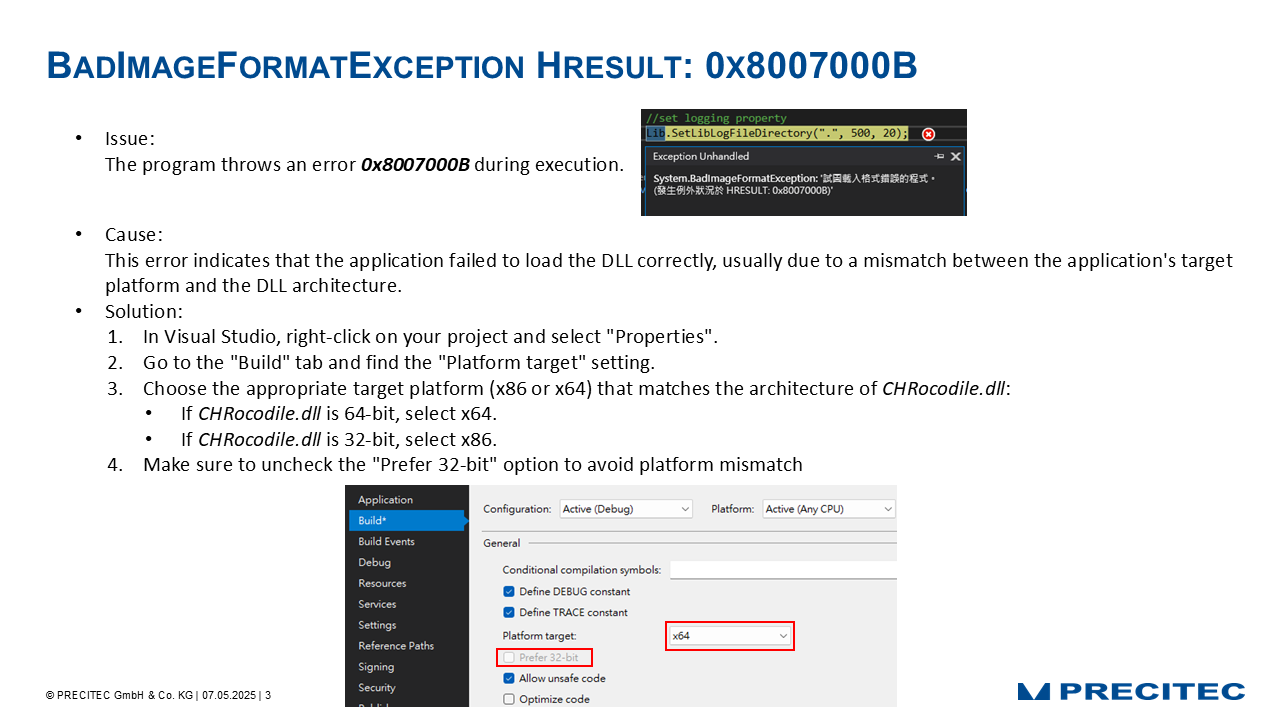 BADIMAGEFORMATEXCEPTION HRESULT: 0X8007000B
• Issue:
The program throws an error 0x8007000B during execution.
//set logging property
Lib.SetLibLogFileDirectory(".", 500, 20);
Exception Unhandled
System.BadImageFormatException: '試圖載入格式錯誤的程式。
(發生例外狀況於 HRESULT: 0x8007000B)'
• Cause:
This error indicates that the application failed to load the DLL correctly, usually due to a mismatch between the application's target
platform and the DLL architecture.
• Solution:
1. In Visual Studio, right-click on your project and select "Properties".
2. Go to the "Build" tab and find the "Platform target" setting.
3. Choose the appropriate target platform (x86 or x64) that matches the architecture of CHRocodile.dll:
• If CHRocodile.dll is 64-bit, select x64.
• If CHRocodile.dll is 32-bit, select x86.
4. Make sure to uncheck the "Prefer 32-bit" option to avoid platform mismatch
Application
Build*
Build Events
Debug
Resources
Services
Settings
Reference Paths
Signing
Security
Configuration: Active (Debug) Platform: Active (Any CPU)
General
Conditional compilation symbols:
Define DEBUG constant
Define TRACE constant
Platform target: x64
Prefer 32-bit
Allow unsafe code
Optimize code
© PRECITEC GmbH & Co. KG | 07.05.2025 | 3
PRECITEC